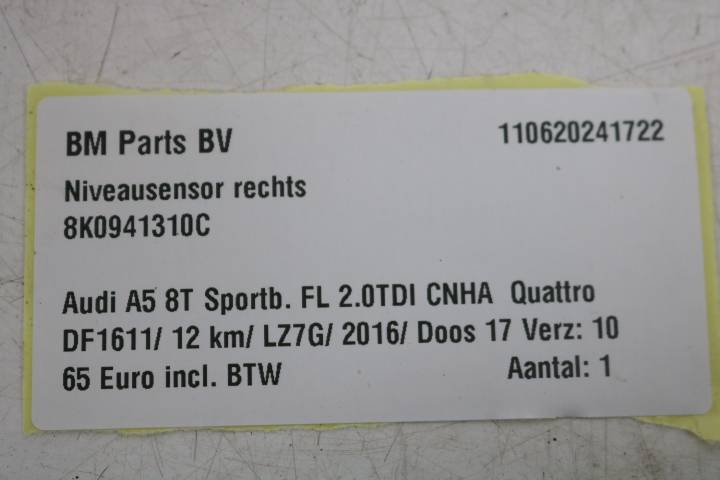 BM Parts BV 110620241722
Niveausensor rechts
8K0941310C
Audi A5 8T Sportb. FL 2.0TDI CNHA Quattro
DF1611/ 12 km/ LZ7G/ 2016/ Doos 17 Verz: 10
65 Euro incl. BTW Aantal: 1